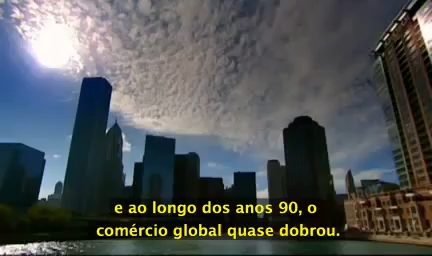 e ao longo dos anos 90, o
comércio global quase dobrou.